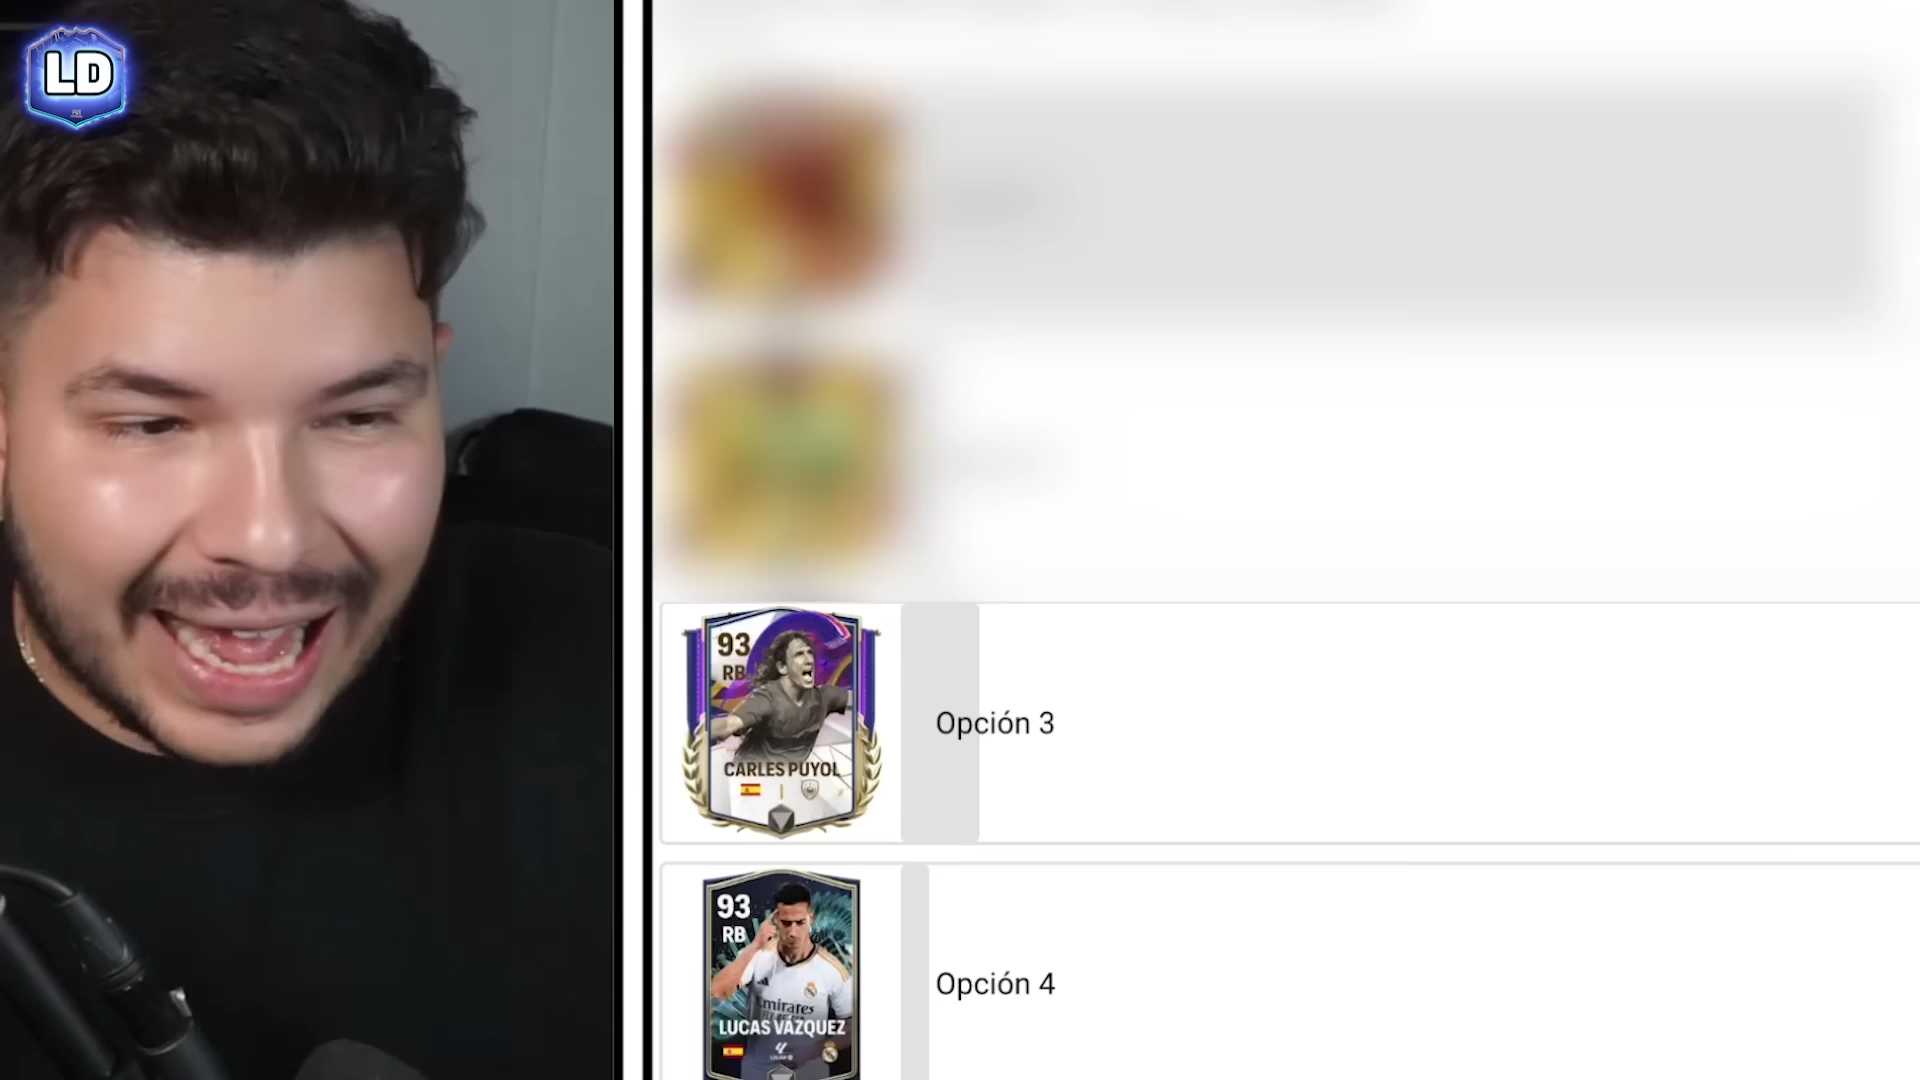 LD
93
RB
CARLES PUYOL
Opción 3
93
RB
Emirates
LUCAS VÁZQUEZ
Opción 4